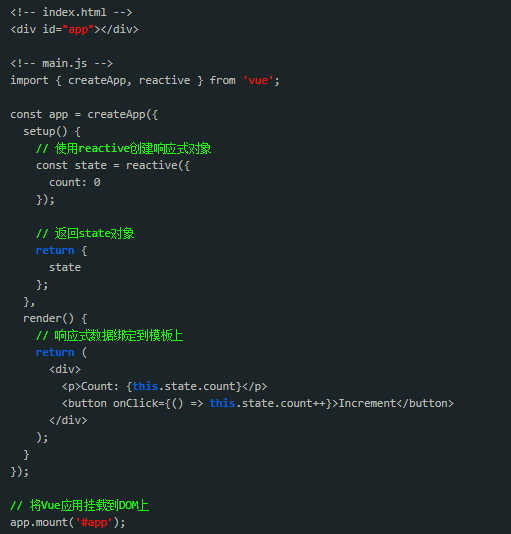 <!-- index.html -->
<div id="app"></div>

<!-- main.js -->
import { createApp, reactive } from 'vue';

const app = createApp({
  setup() {
    // 使用reactive创建响应式对象
    const state = reactive({
      count: 0
    });

    // 返回state对象
    return {
      state
    };
  },
  render() {
    // 响应式数据绑定到模板上
    return (
      <div>
        <p>Count: {this.state.count}</p>
        <button onClick={() => this.state.count++}>Increment</button>
      </div>
    );
  }
});

// 将Vue应用挂载到DOM上
app.mount('#app');